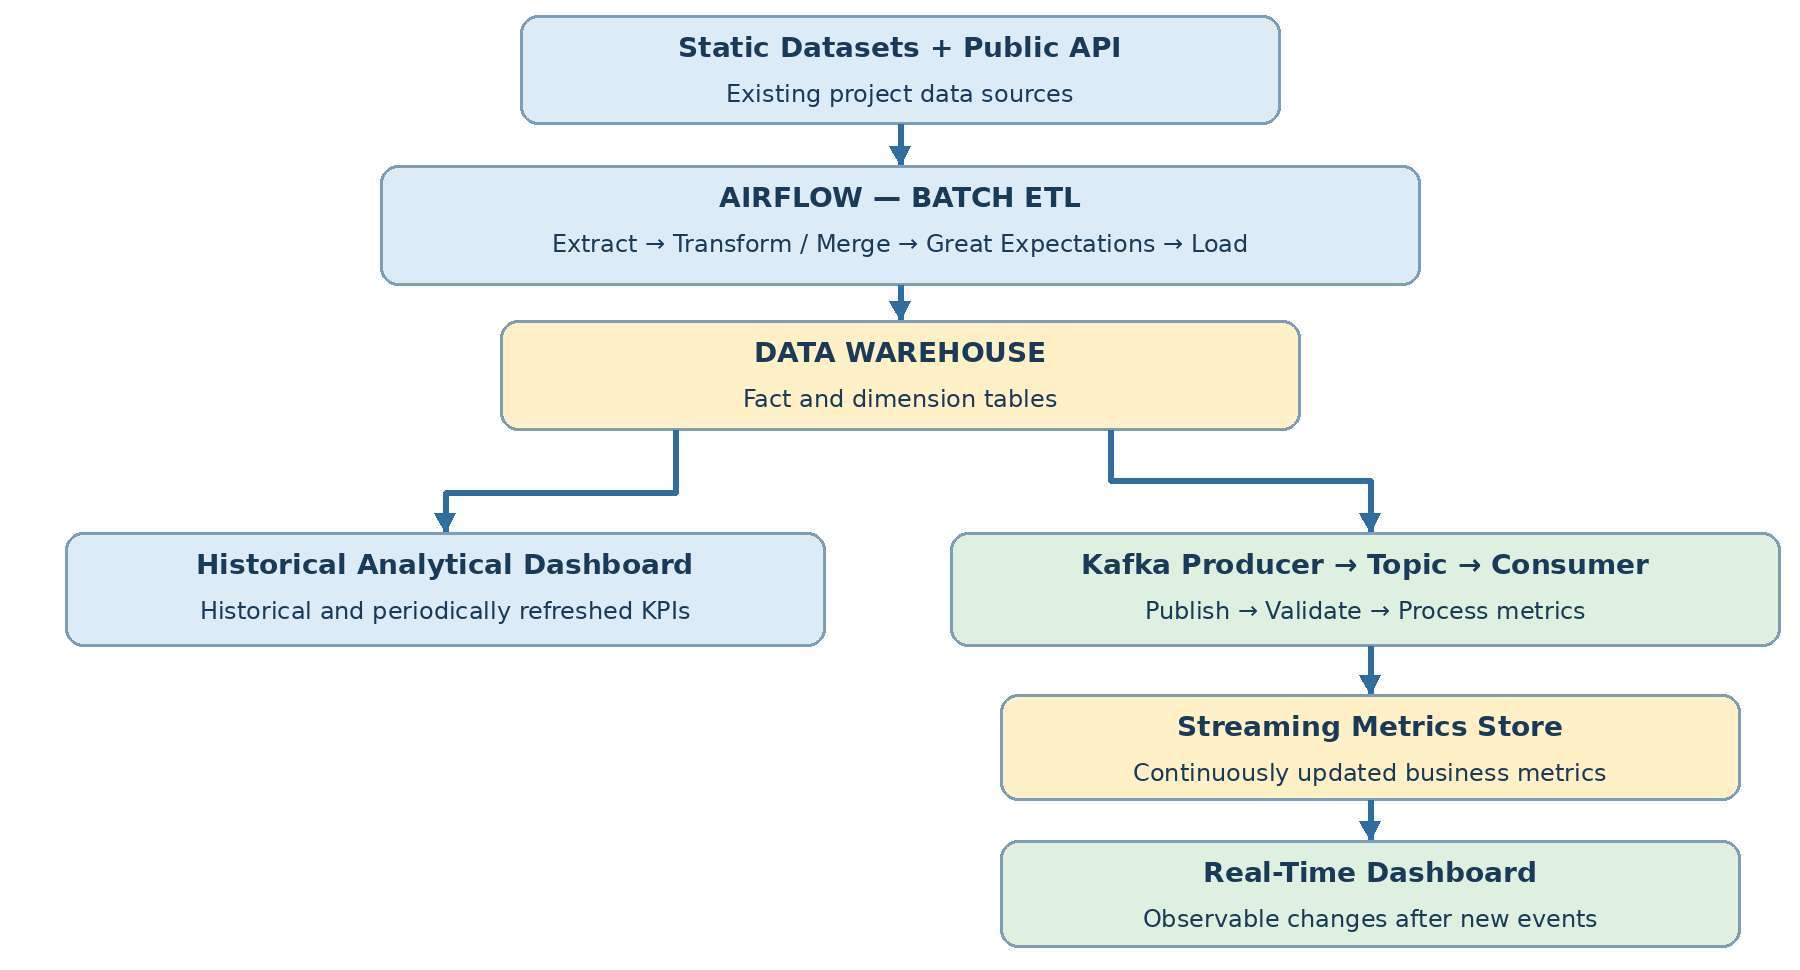 Static Datasets + Public API
Existing project data sources
AIRFLOW — BATCH ETL
Extract → Transform / Merge → Great Expectations → Load
DATA WAREHOUSE
Fact and dimension tables
Historical Analytical Dashboard
Historical and periodically refreshed KPIs
Kafka Producer → Topic → Consumer
Publish → Validate → Process metrics
Streaming Metrics Store
Continuously updated business metrics
Real-Time Dashboard
Observable changes after new events